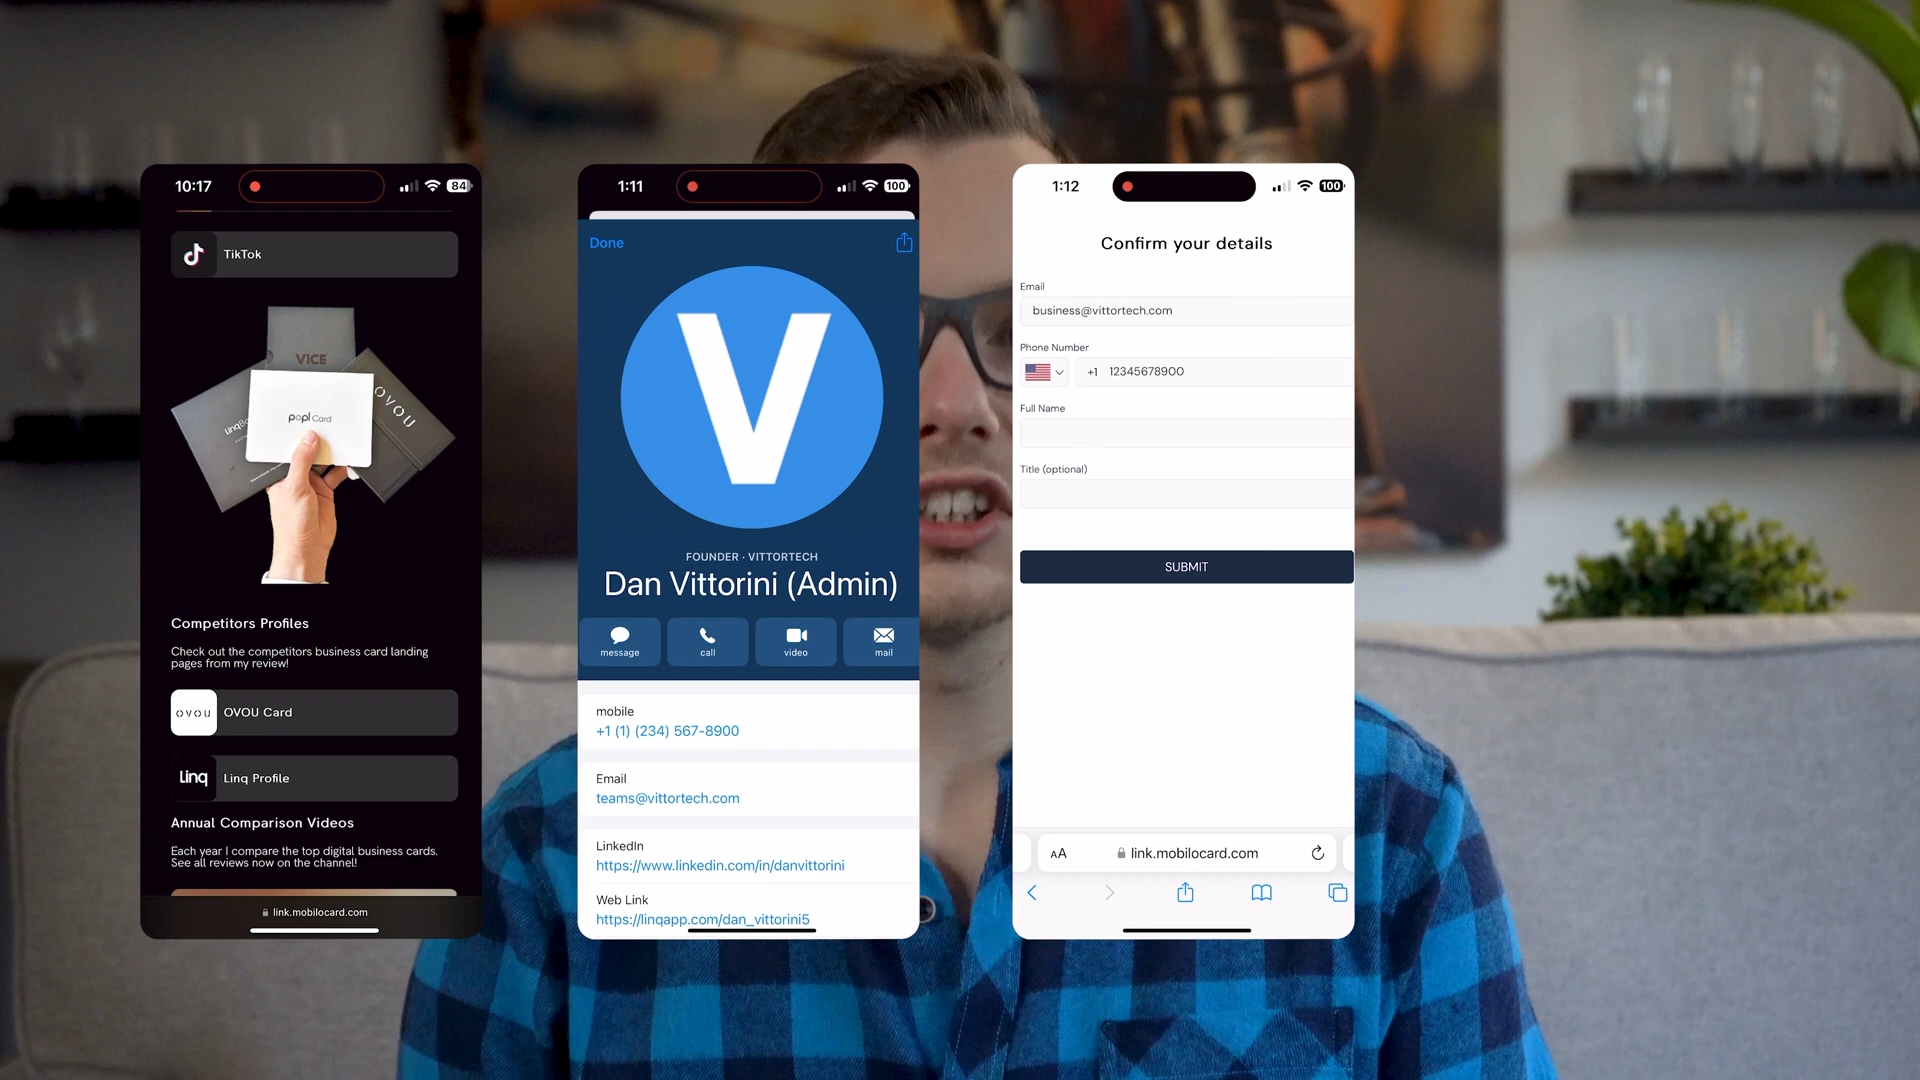 10:17
84
TikTok
VICE
OVOU
popl Card
Competitors Profiles
Check out the competitors business card landing
pages from my review!
OVOU
OVOU Card
Linq
Linq Profile
Annual Comparison Videos
Each year I compare the top digital business cards.
See all reviews now on the channel!
link.mobilocard.com
1:11
100
Done
V
FOUNDER · VITTORTECH
Dan Vittorini (Admin)
message
call
video
mail
mobile
+1 (1) (234) 567-8900
Email
teams@vittortech.com
LinkedIn
https://www.linkedin.com/in/danvittorini
Web Link
https://linqapp.com/dan_vittorini5
1:12
100
Confirm your details
Email
business@vittortech.com
Phone Number
+1 12345678900
Full Name
Title (optional)
SUBMIT
AA
link.mobilocard.com